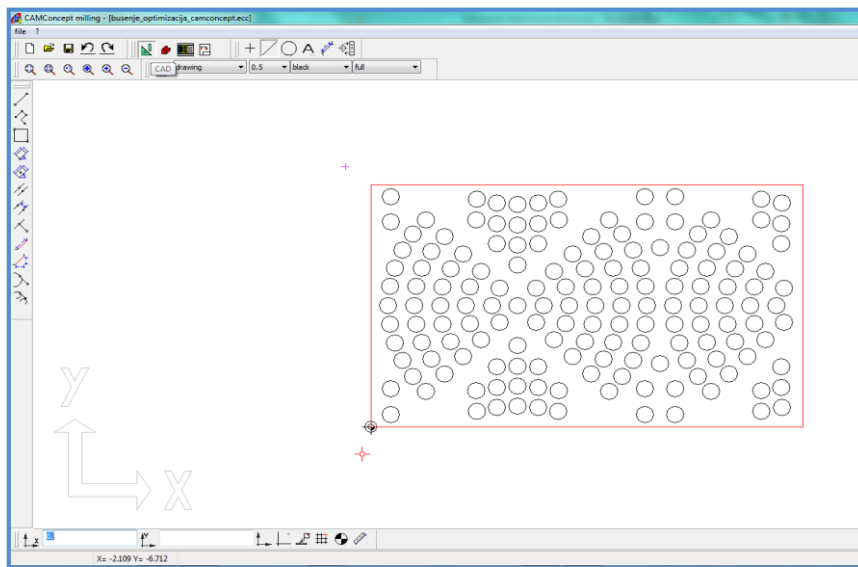 CAMConcept milling - [busenje_optimizacija_camconcept.ecc]
file ?
A
CAD drawing 0.5 black full
Y
X
x Y
X= -2.109 Y= -6.712